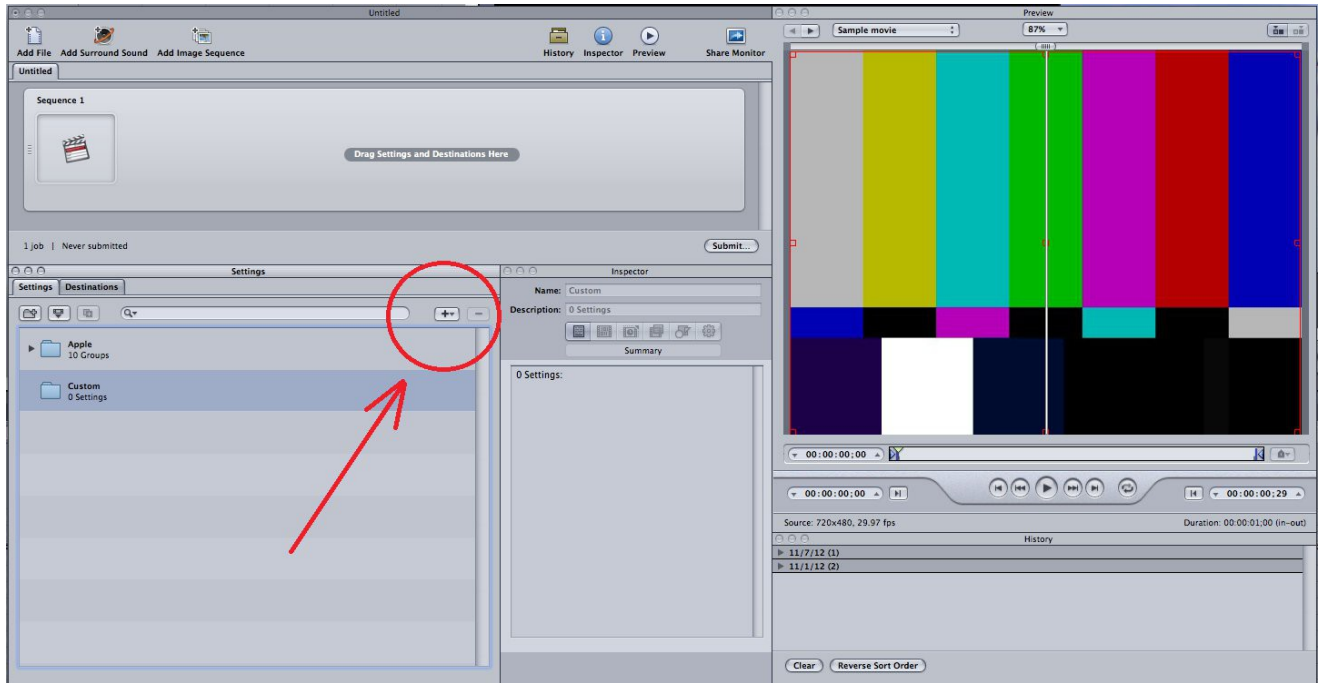 Untitled
Add File Add Surround Sound Add Image Sequence
History Inspector Preview Share Monitor
Untitled
Sequence 1
Drag Settings and Destinations Here
1 job | Never submitted
Submit...
Settings
Settings Destinations
Apple
10 Groups
Custom
0 Settings
Inspector
Name: Custom
Description: 0 Settings
Summary
0 Settings:
Preview
Sample movie 87%
00:00:00;00
00:00:00;00 00:00:00;29
Source: 720x480, 29.97 fps Duration: 00:00:01;00 (in-out)
History
11/7/12 (1)
11/1/12 (2)
Clear Reverse Sort Order